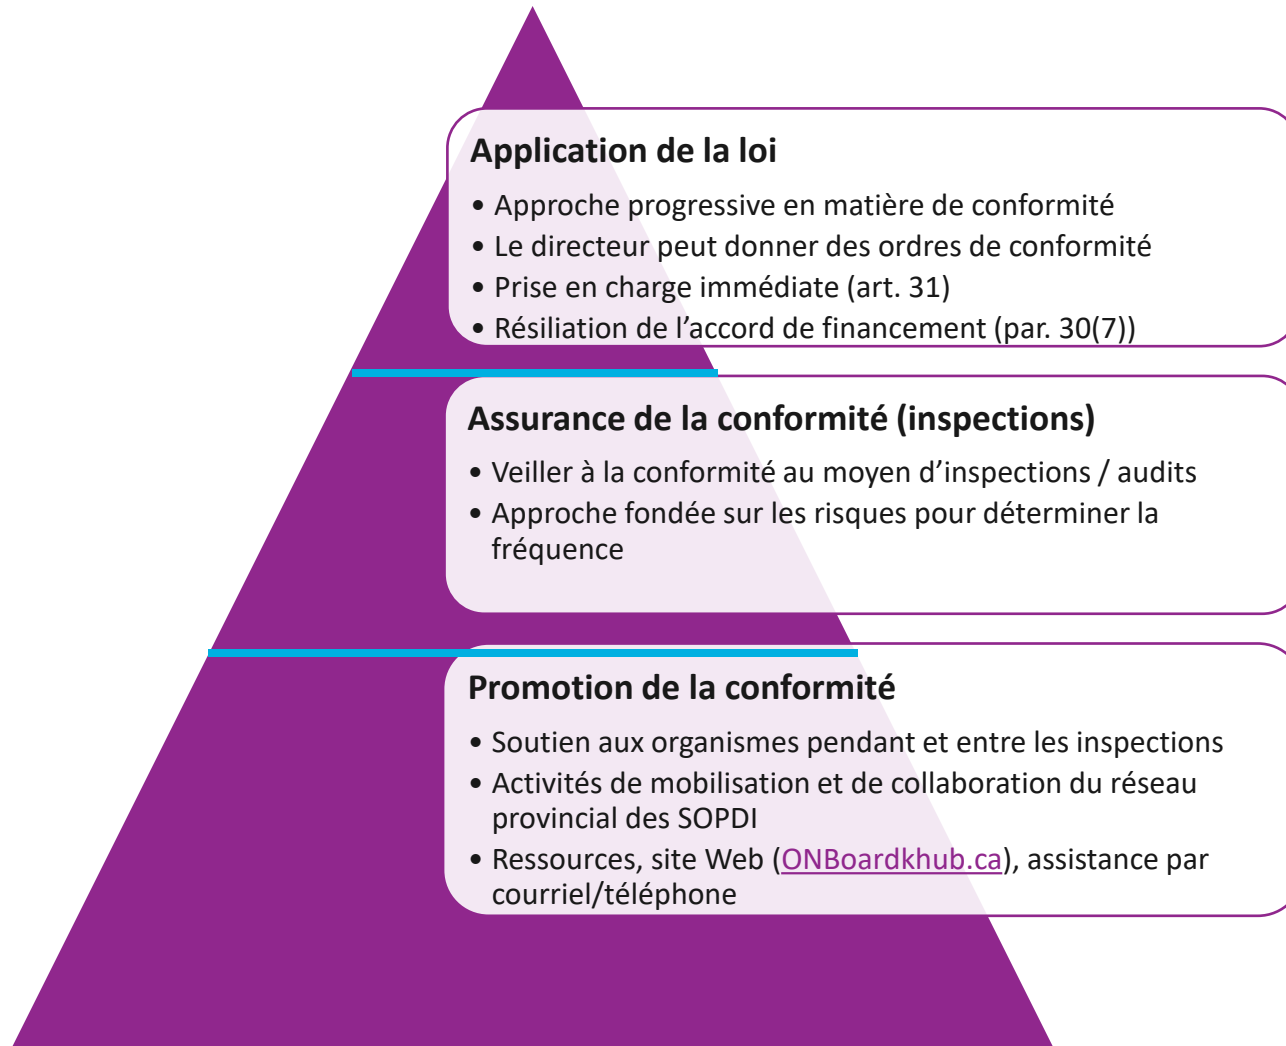 Application de la loi
• Approche progressive en matière de conformité
• Le directeur peut donner des ordres de conformité
• Prise en charge immédiate (art. 31)
• Résiliation de l’accord de financement (par. 30(7))
Assurance de la conformité (inspections)
• Veiller à la conformité au moyen d’inspections / audits
• Approche fondée sur les risques pour déterminer la
fréquence
Promotion de la conformité
• Soutien aux organismes pendant et entre les inspections
• Activités de mobilisation et de collaboration du réseau
provincial des SOPDI
• Ressources, site Web (ONBoardkhub.ca), assistance par
courriel/téléphone